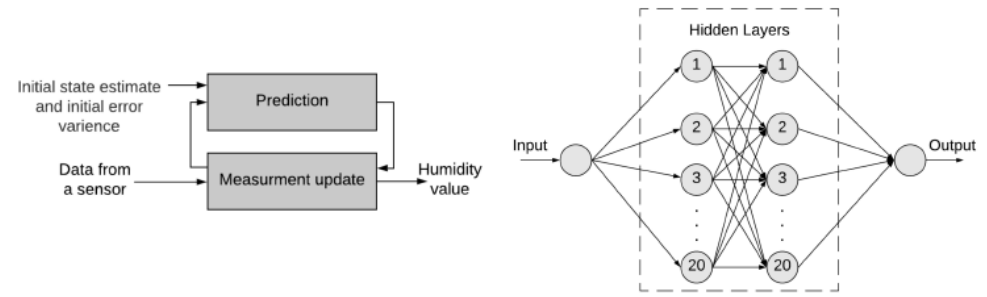 Initial state estimate
and initial error
varience
Prediction
Data from
a sensor
Measurment update
Humidity
value
Hidden Layers
Input
1
2
3
.
.
.
20
1
2
3
.
.
.
20
Output